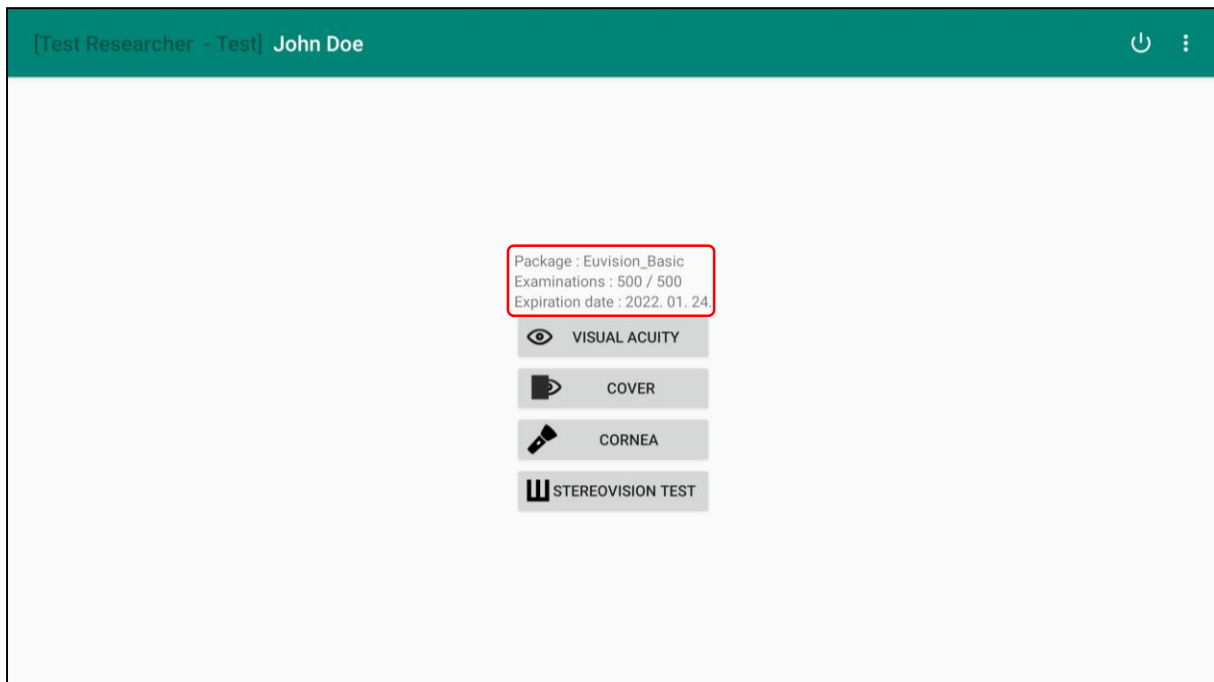 [Test Researcher - Test] John Doe
Package : Euvision_Basic
Examinations : 500 / 500
Expiration date : 2022. 01. 24.
VISUAL ACUITY
COVER
CORNEA
STEREOVISION TEST